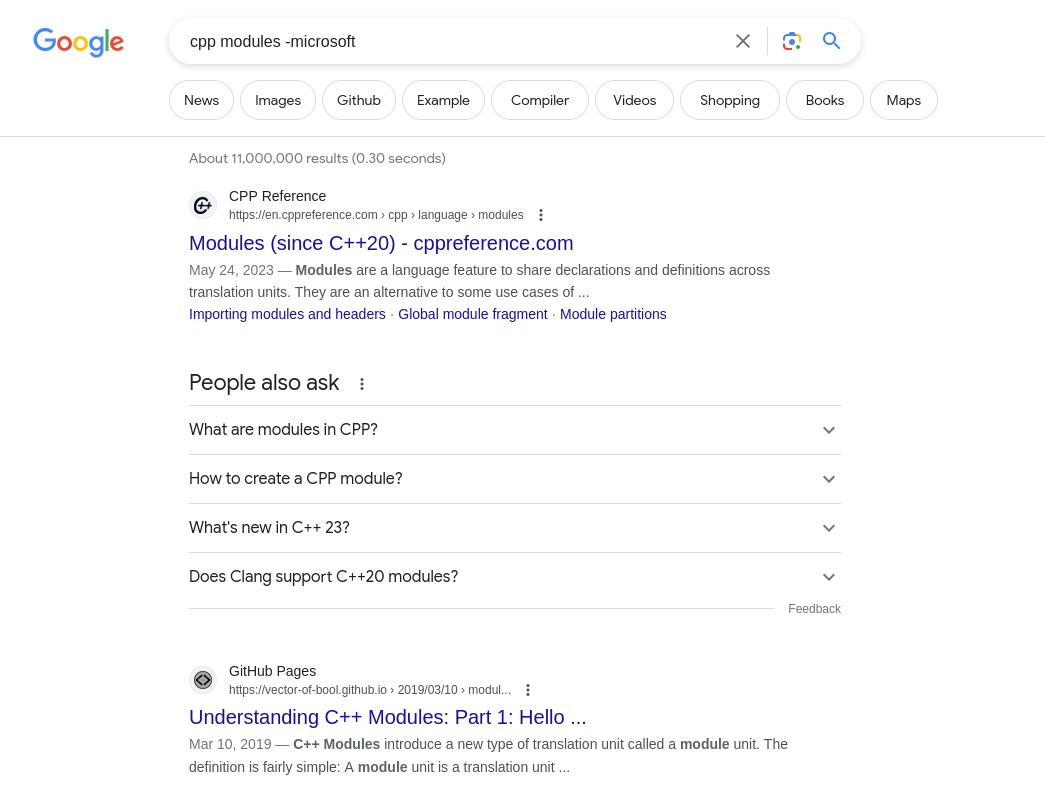 Google
cpp modules -microsoft
News Images Github Example Compiler Videos Shopping Books Maps
About 11,000,000 results (0.30 seconds)
CPP Reference
https://en.cppreference.com › cpp › language › modules
Modules (since C++20) - cppreference.com
May 24, 2023 — Modules are a language feature to share declarations and definitions across
translation units. They are an alternative to some use cases of ...
Importing modules and headers · Global module fragment · Module partitions
People also ask
What are modules in CPP?
How to create a CPP module?
What's new in C++ 23?
Does Clang support C++20 modules?
Feedback
GitHub Pages
https://vector-of-bool.github.io › 2019/03/10 › modul...
Understanding C++ Modules: Part 1: Hello ...
Mar 10, 2019 — C++ Modules introduce a new type of translation unit called a module unit. The
definition is fairly simple: A module unit is a translation unit ...